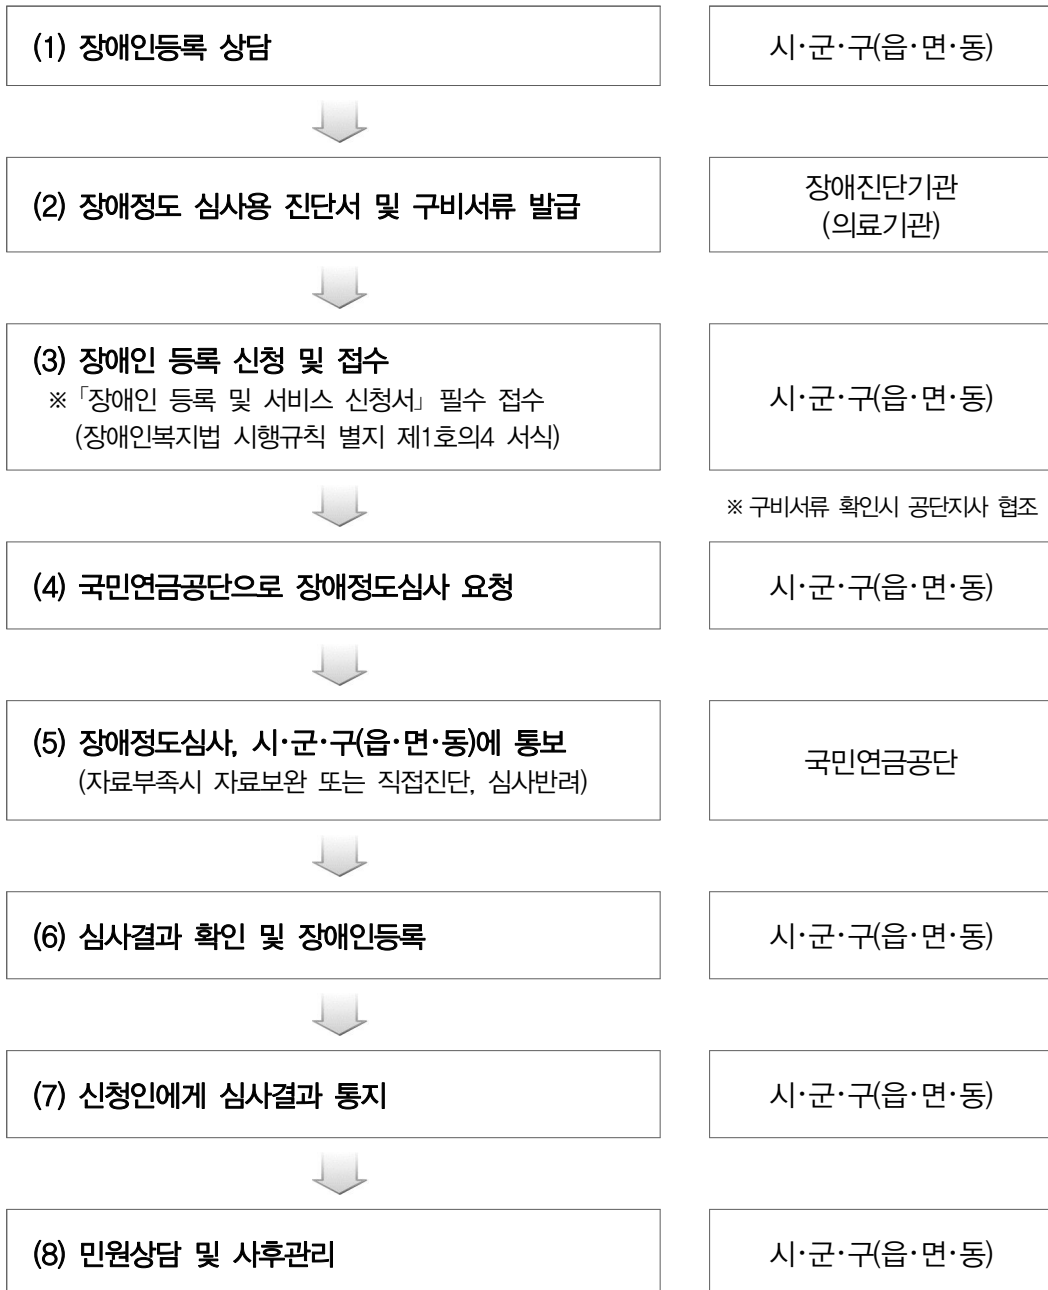 (1) 장애인등록 상담
시·군·구(읍·면·동)
(2) 장애정도 심사용 진단서 및 구비서류 발급
장애진단기관
(의료기관)
(3) 장애인 등록 신청 및 접수
※「장애인 등록 및 서비스 신청서」필수 접수
(장애인복지법 시행규칙 별지 제1호의4 서식)
시·군·구(읍·면·동)
※ 구비서류 확인시 공단지사 협조
(4) 국민연금공단으로 장애정도심사 요청
시·군·구(읍·면·동)
(5) 장애정도심사, 시·군·구(읍·면·동)에 통보
(자료부족시 자료보완 또는 직접진단, 심사반려)
국민연금공단
(6) 심사결과 확인 및 장애인등록
시·군·구(읍·면·동)
(7) 신청인에게 심사결과 통지
시·군·구(읍·면·동)
(8) 민원상담 및 사후관리
시·군·구(읍·면·동)